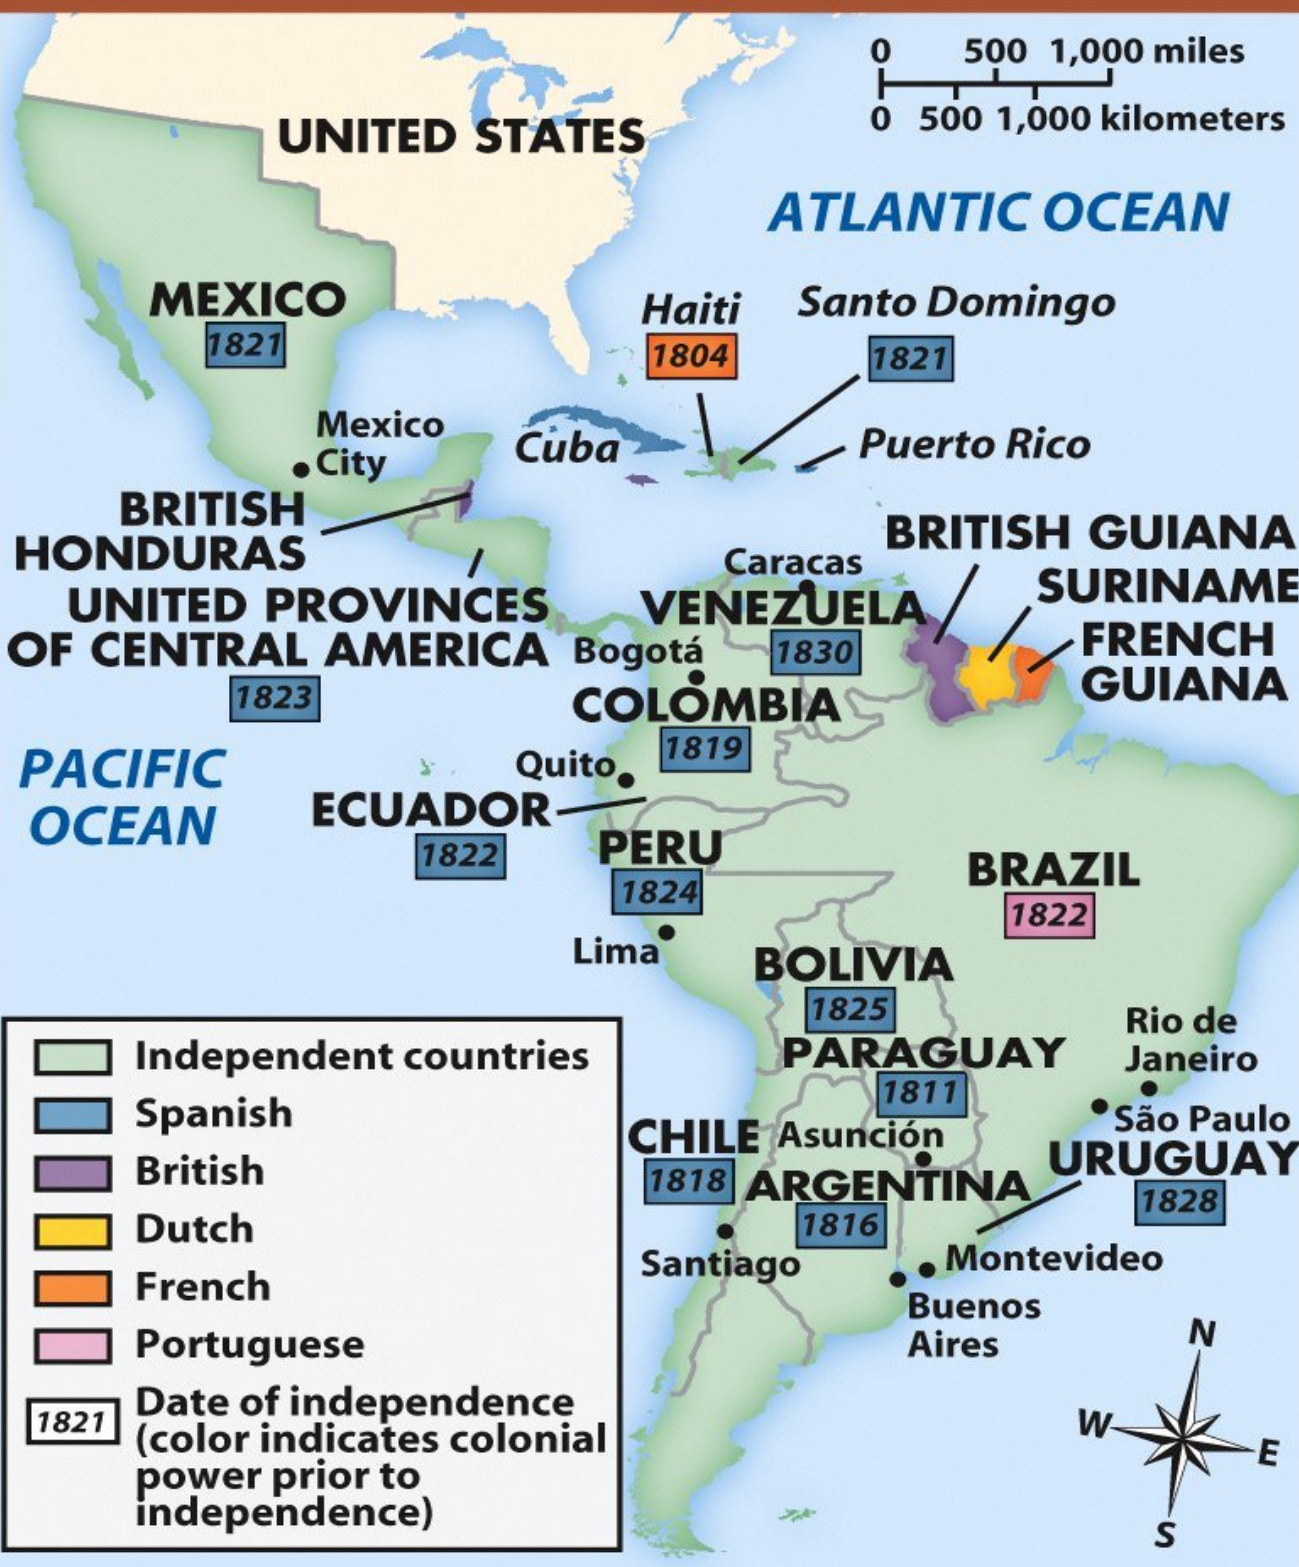 0 500 1,000 miles
0 500 1,000 kilometers
UNITED STATES
ATLANTIC OCEAN
MEXICO
1821
Haiti
1804
Santo Domingo
1821
Mexico
City
Cuba
Puerto Rico
BRITISH
HONDURAS
BRITISH GUIANA
SURINAME
FRENCH
GUIANA
UNITED PROVINCES
OF CENTRAL AMERICA
1823
Caracas
VENEZUELA
1830
Bogotá
COLOMBIA
1819
PACIFIC
OCEAN
Quito
ECUADOR
1822
PERU
1824
Lima
BRAZIL
1822
BOLIVIA
1825
PARAGUAY
1811
Rio de
Janeiro
São Paulo
CHILE
1818
Asunción
ARGENTINA
1816
URUGUAY
1828
Santiago
Montevideo
Buenos
Aires
Independent countries
Spanish
British
Dutch
French
Portuguese
1821
Date of independence
(color indicates colonial
power prior to
independence)
N
W
E
S